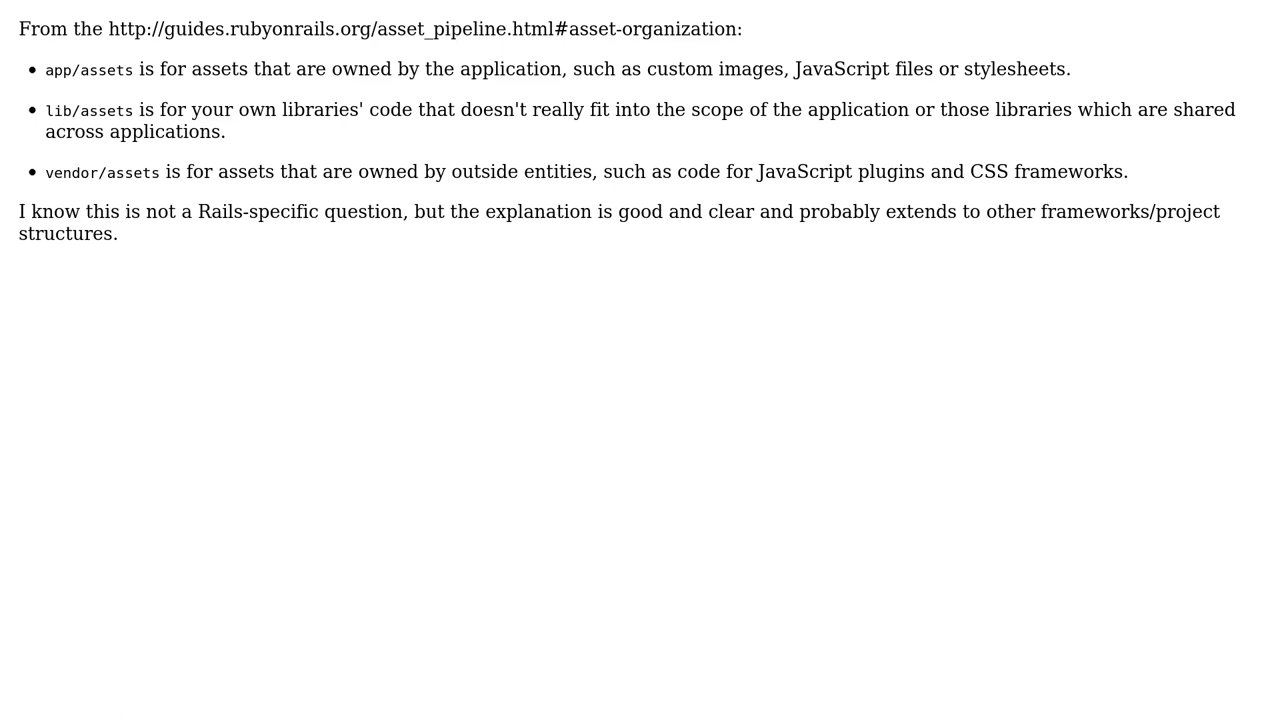 From the http://guides.rubyonrails.org/asset_pipeline.html#asset-organization:
• app/assets is for assets that are owned by the application, such as custom images, JavaScript files or stylesheets.
• lib/assets is for your own libraries' code that doesn't really fit into the scope of the application or those libraries which are shared
across applications.
• vendor/assets is for assets that are owned by outside entities, such as code for JavaScript plugins and CSS frameworks.
I know this is not a Rails-specific question, but the explanation is good and clear and probably extends to other frameworks/project
structures.